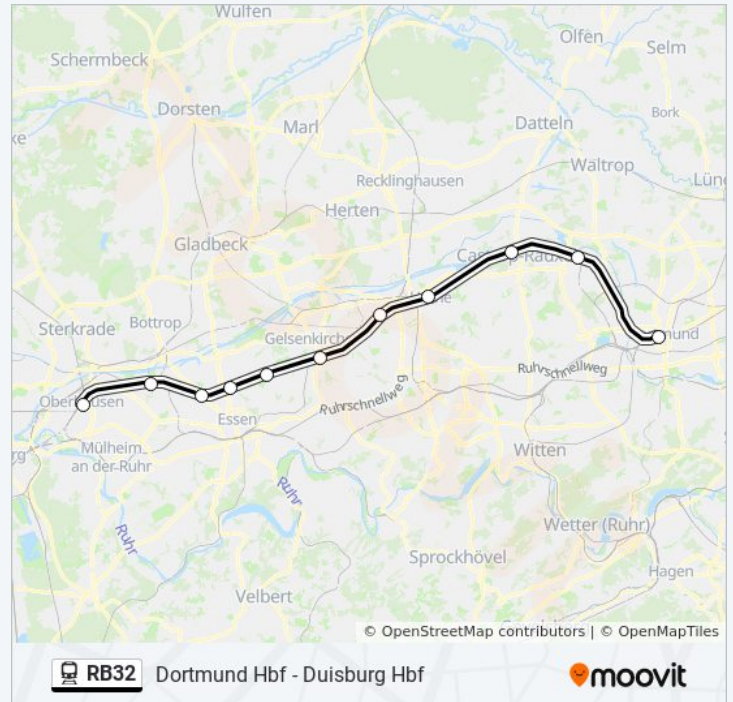 Wulfen
Olfen
Schermbeck
Selm
Dorsten
Bork
Marl
Datteln
Waltrop
Recklinghausen
Herten
Gladbeck
Sterkrade
Bottrop
Gelsenkirche
Ruhrschnellweg
Ruhrschnellweg
Essen
Mülheim
an der Ruhr
Witten
Ruhr
Ruhr
Wetter (Ruhr)
Sprockhövel
Hagen
Velbert
© OpenStreetMap contributors | © OpenMapTiles
RB32 Dortmund Hbf - Duisburg Hbf
moovit